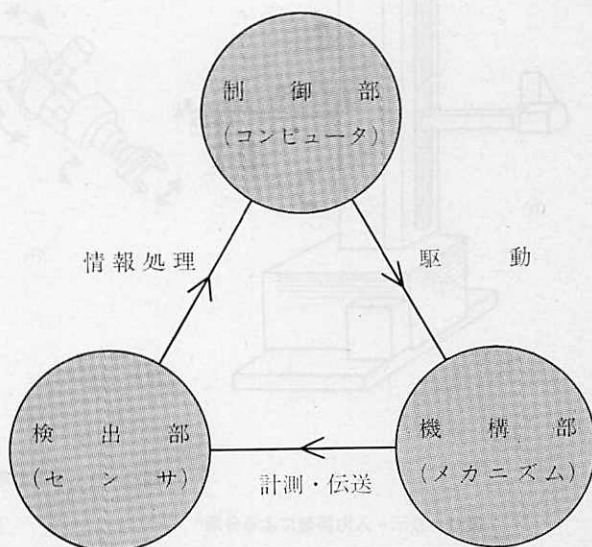 制御部
(コンピュータ)
情報処理
駆動
検出部
(センサ)
機構部
(メカニズム)
計測・伝送